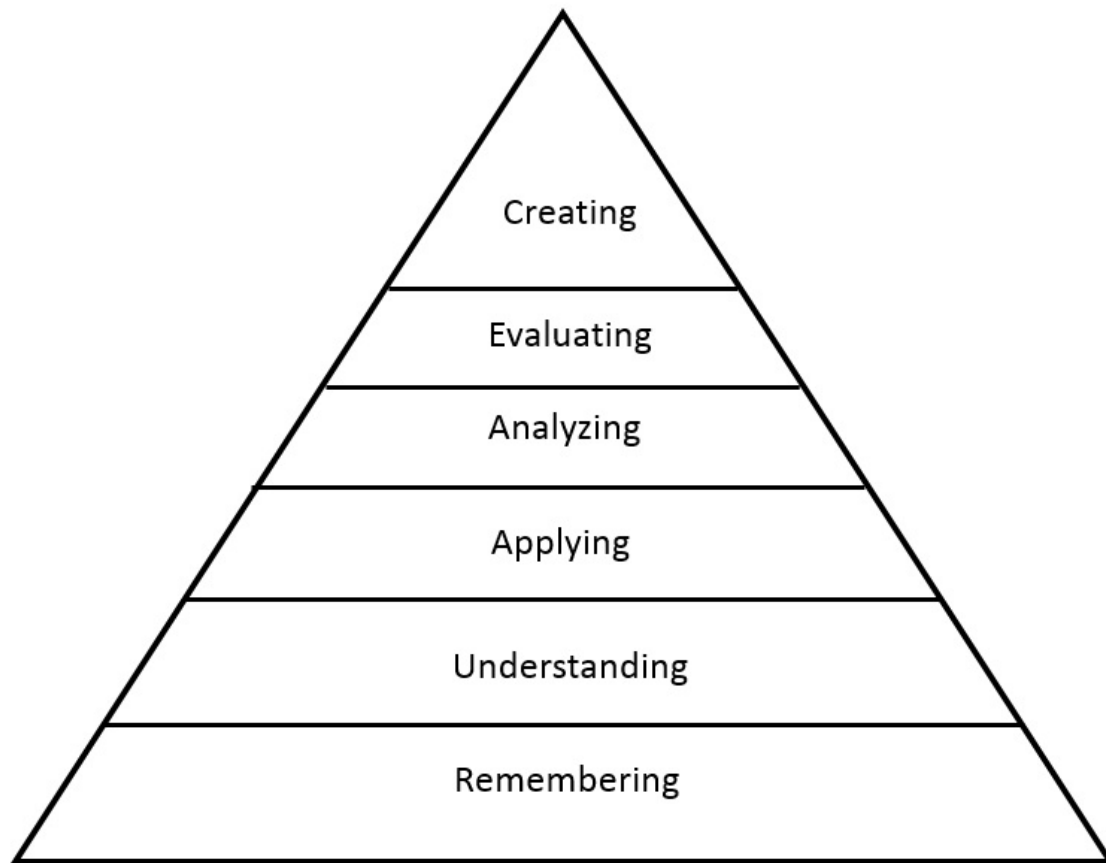 Creating
Evaluating
Analyzing
Applying
Understanding
Remembering